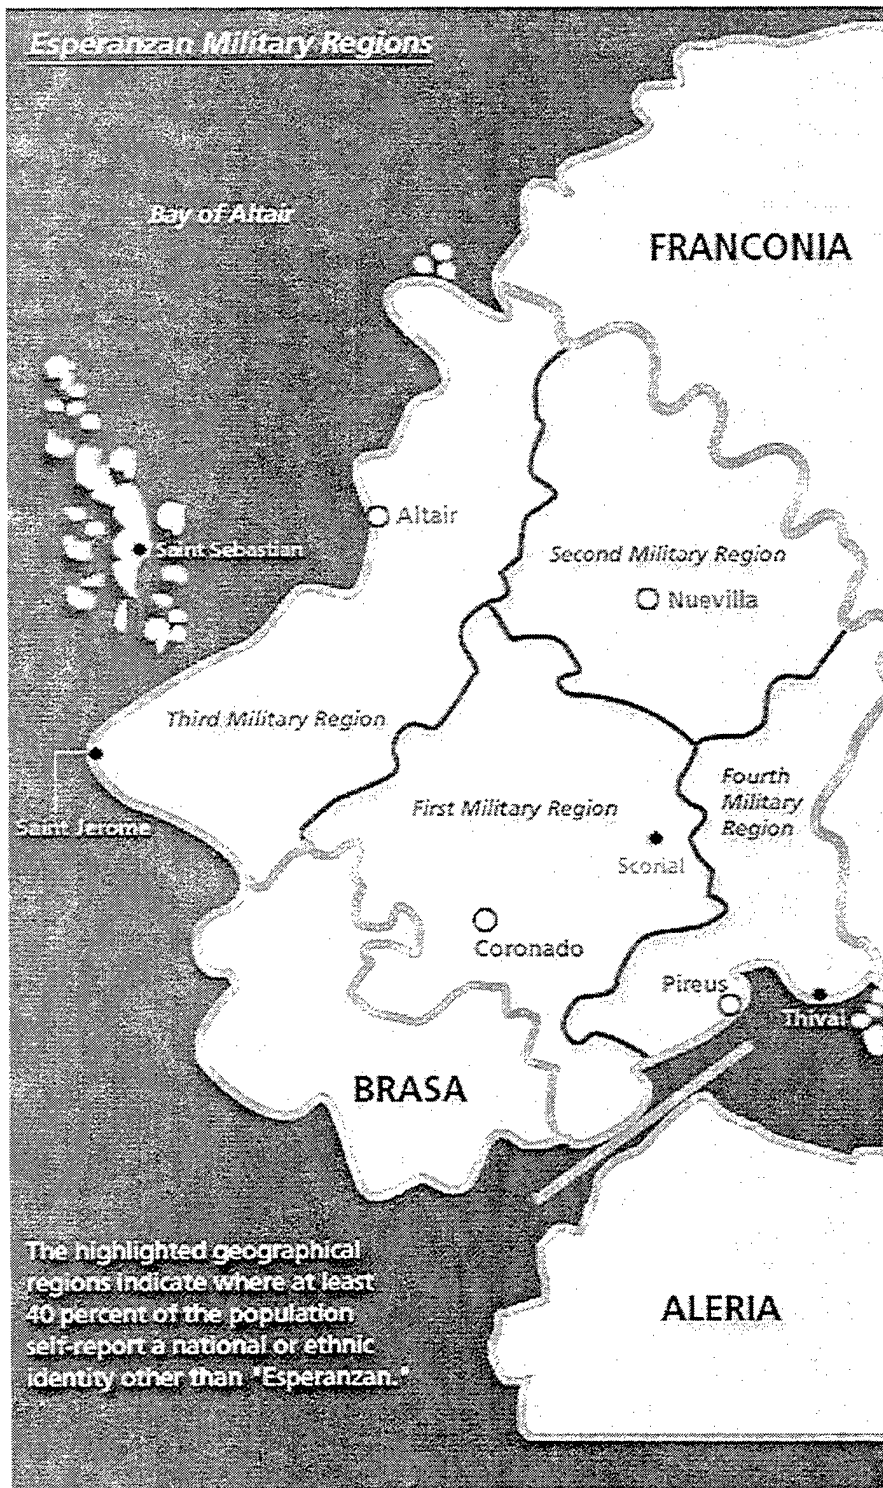 Esperanzan Military Regions
Bay of Altair
FRANCONIA
Altair
Saint Sebastian
Second Military Region
Nuevilla
Third Military Region
Fourth
Military
Region
First Military Region
Saint Jerome
Scorial
Coronado
Pireus
Thival
BRASA
The highlighted geographical
regions indicate where at least
40 percent of the population
self-report a national or ethnic
identity other than "Esperanzan."
ALERIA